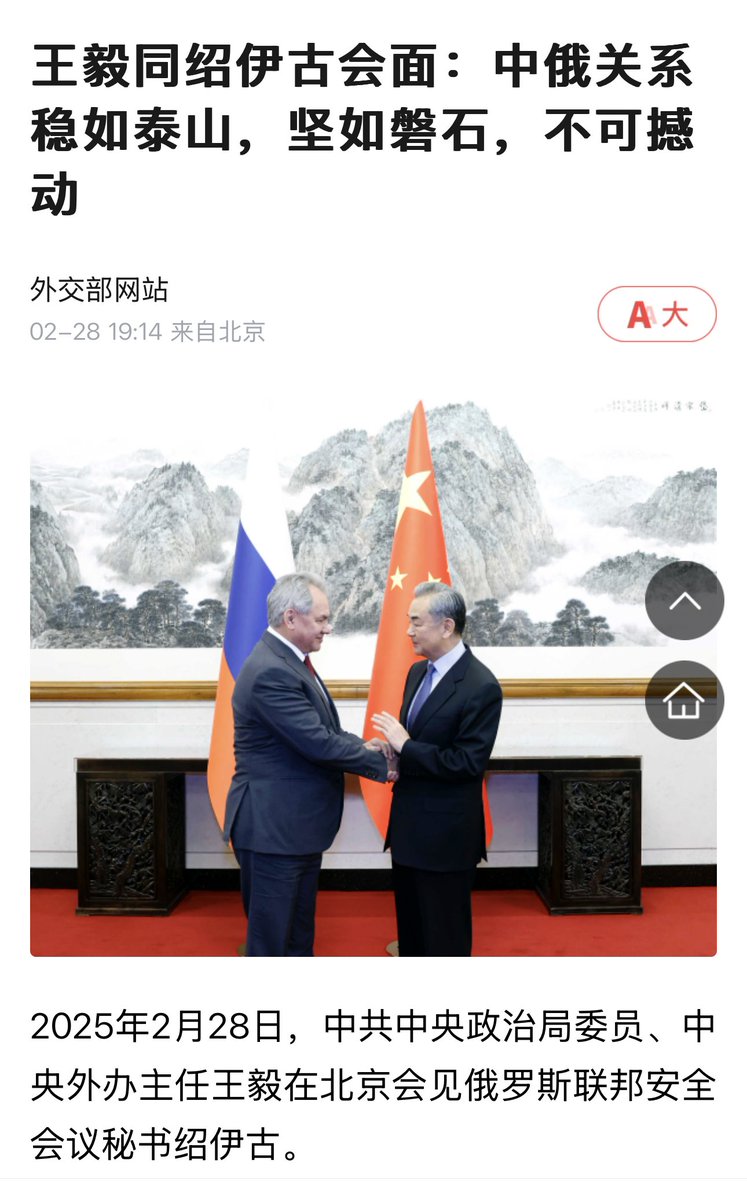 王毅同绍伊古会面：中俄关系
稳如泰山，坚如磐石，不可撼
动
外交部网站
02-28 19:14 来自北京
A大
2025年2月28日，中共中央政治局委员、中
央外办主任王毅在北京会见俄罗斯联邦安全
会议秘书绍伊古。